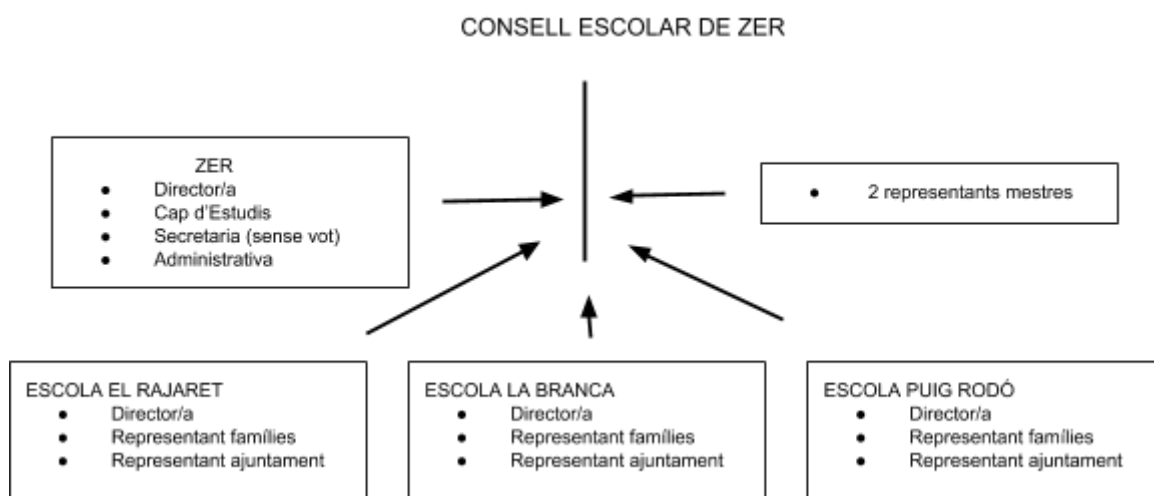 CONSELL ESCOLAR DE ZER
ZER
● Director/a
● Cap d'Estudis
● Secretaria (sense vot)
● Administrativa
● 2 representants mestres
ESCOLA EL RAJARET
● Director/a
● Representant famílies
● Representant ajuntament
ESCOLA LA BRANCA
● Director/a
● Representant famílies
● Representant ajuntament
ESCOLA PUIG RODÓ
● Director/a
● Representant famílies
● Representant ajuntament